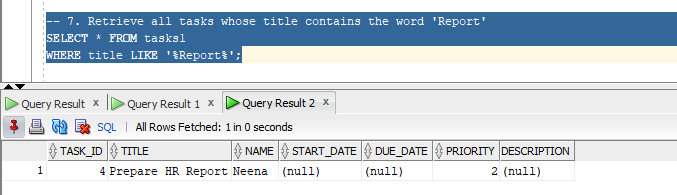 -- 7. Retrieve all tasks whose title contains the word 'Report'
SELECT * FROM tasks1
WHERE title LIKE '%Report%';
Query Result x Query Result 1 x Query Result 2 x
SQL | All Rows Fetched: 1 in 0 seconds
TASK_ID TITLE NAME START_DATE DUE_DATE PRIORITY DESCRIPTION
1 4 Prepare HR Report Neena (null) (null) 2 (null)